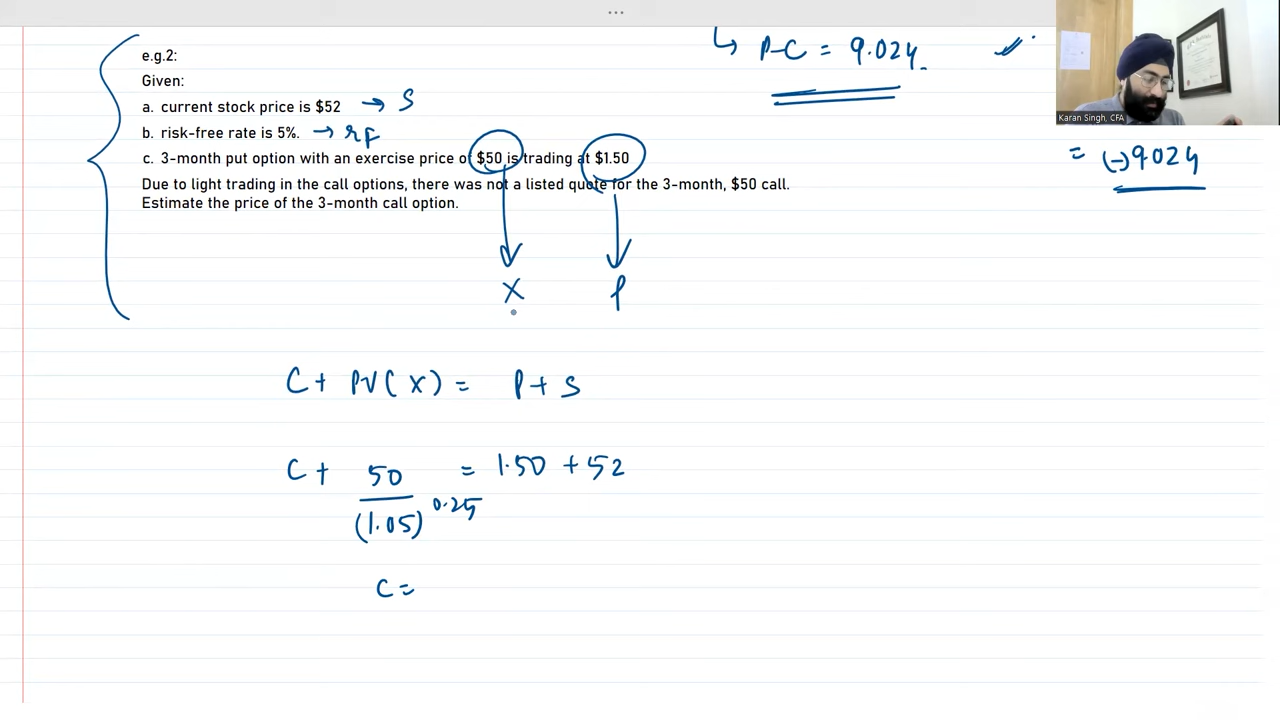 ↳ P-C = 9.024.
Karan Singh, CFA
= (-)9.024
e.g.2:
Given:
a. current stock price is $52 → S
b. risk-free rate is 5%. → rf
c. 3-month put option with an exercise price of $50 is trading at $1.50
Due to light trading in the call options, there was not a listed quote for the 3-month, $50 call.
Estimate the price of the 3-month call option.
X P
C + PV(X) = P + S
C + 50 / (1.05)^0.25 = 1.50 + 52
C =